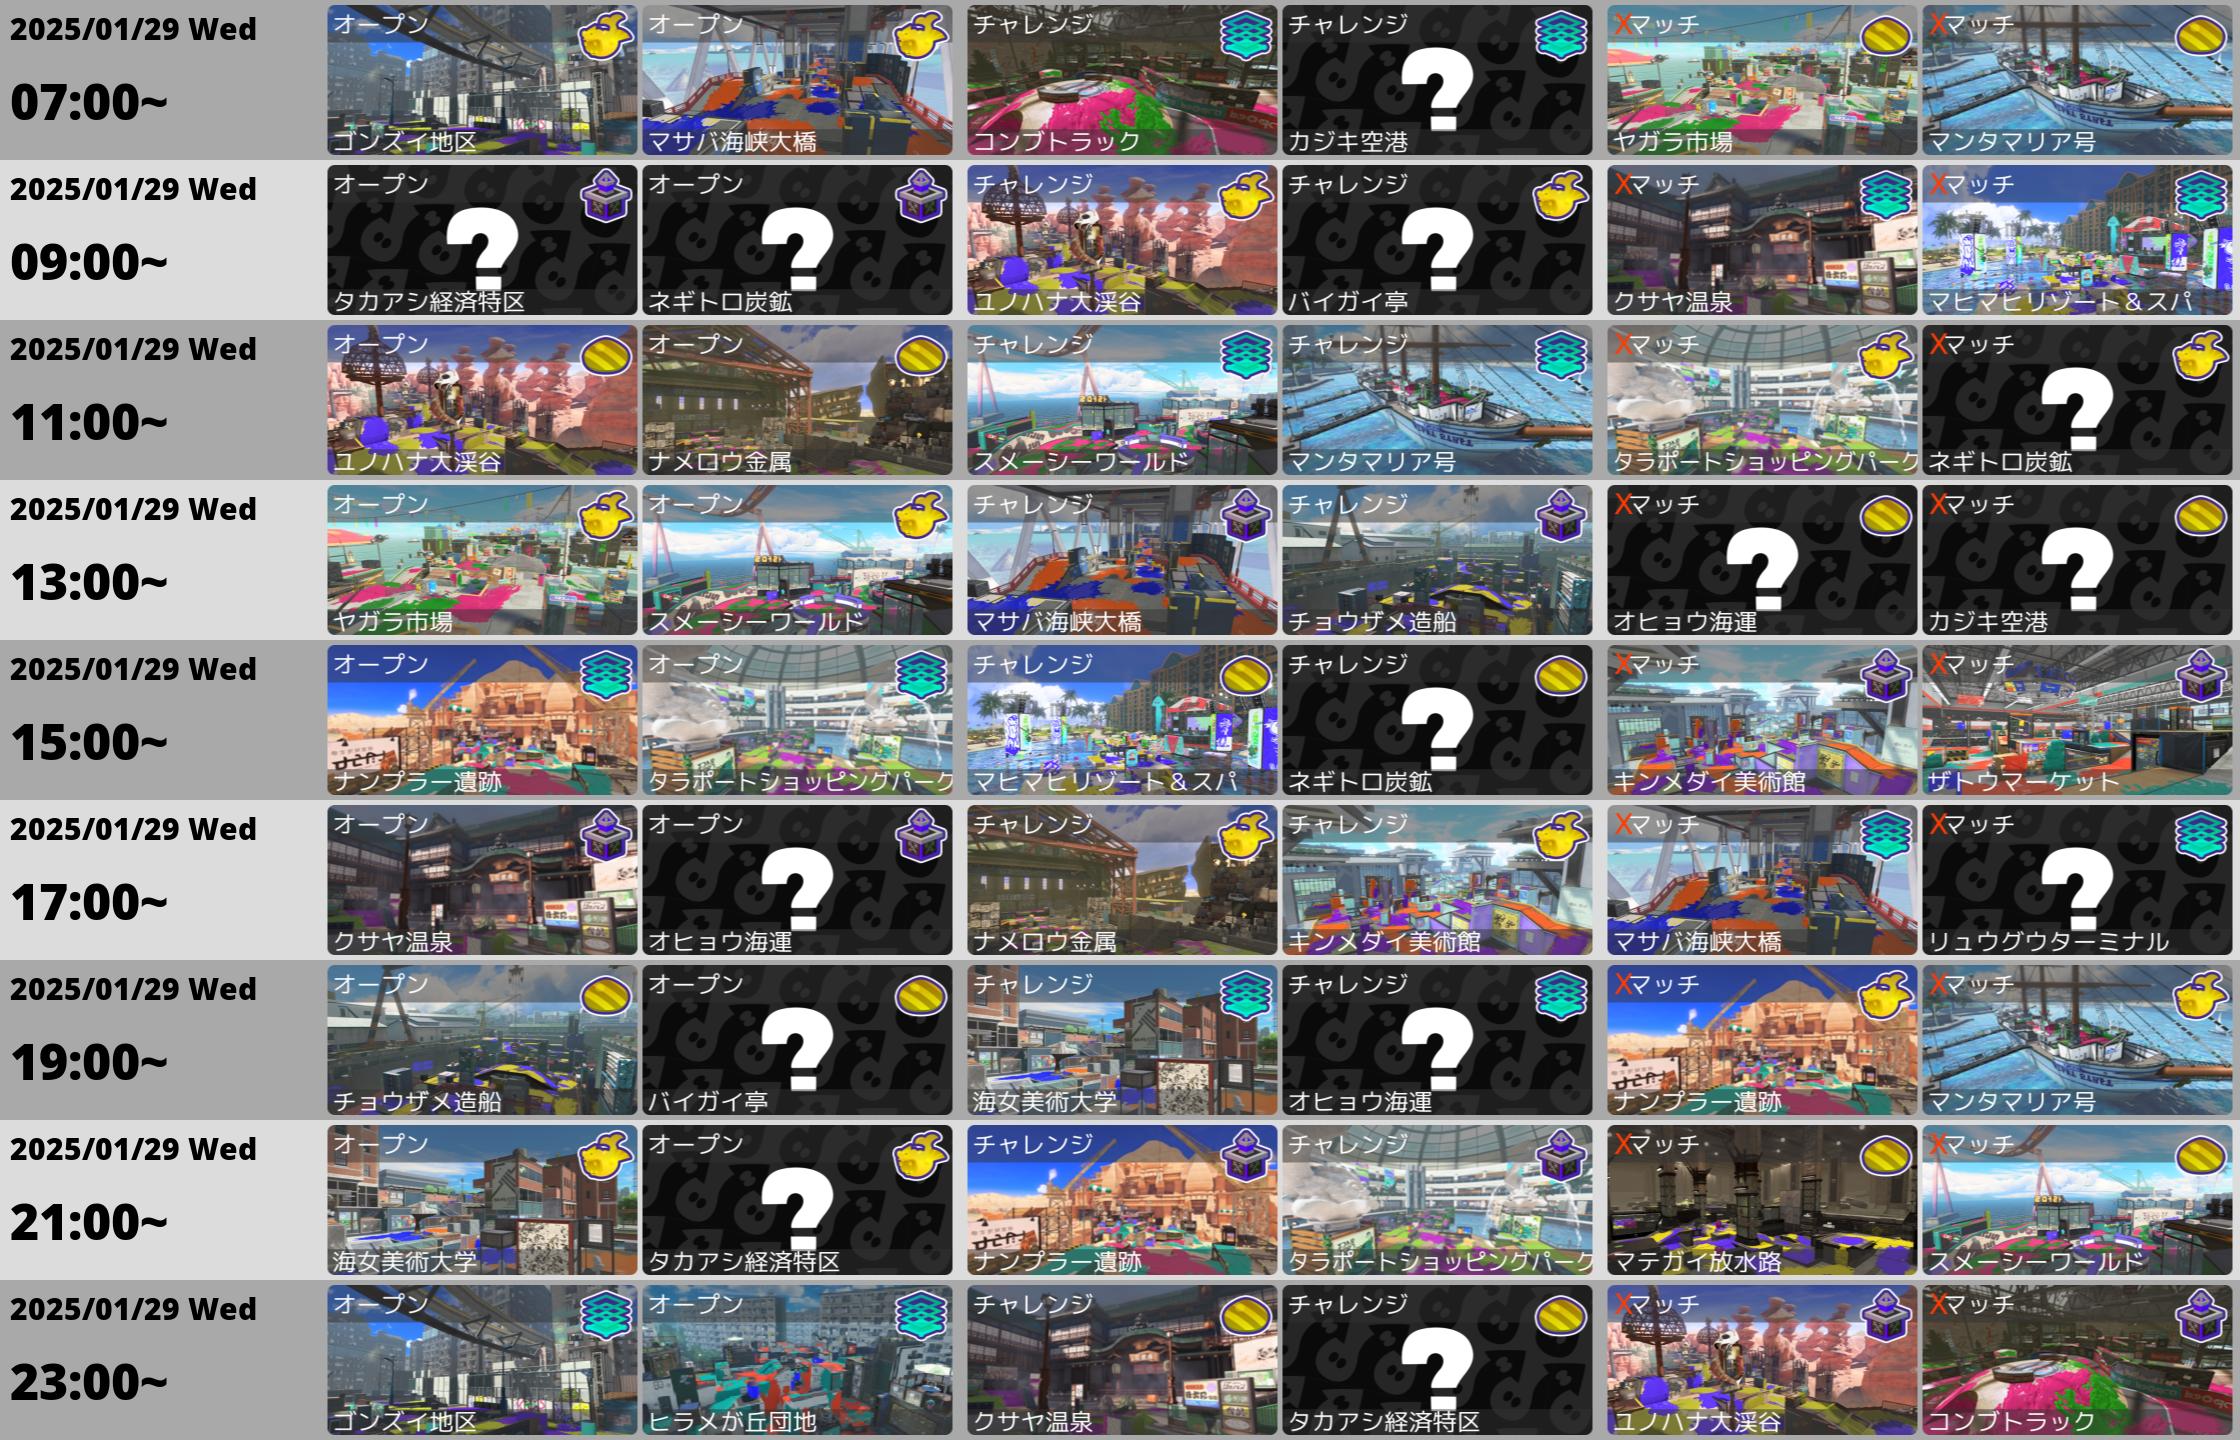 2025/01/29 Wed
07:00~
オープン
ゴンズイ地区
オープン
マサバ海峡大橋
チャレンジ
コンブトラック
チャレンジ
?
カジキ空港
Xマッチ
ヤガラ市場
Xマッチ
マンタマリア号
2025/01/29 Wed
09:00~
オープン
?
タカアシ経済特区
オープン
?
ネギトロ炭鉱
チャレンジ
ユノハナ大渓谷
チャレンジ
?
バイガイ亭
Xマッチ
クサヤ温泉
Xマッチ
マヒマヒリゾート＆スパ
2025/01/29 Wed
11:00~
オープン
ユノハナ大渓谷
オープン
ナメロウ金属
チャレンジ
スメーシーワールド
チャレンジ
マンタマリア号
Xマッチ
タラポートショッピングパーク
Xマッチ
?
ネギトロ炭鉱
2025/01/29 Wed
13:00~
オープン
ヤガラ市場
オープン
スメーシーワールド
チャレンジ
マサバ海峡大橋
チャレンジ
チョウザメ造船
Xマッチ
?
オヒョウ海運
Xマッチ
?
カジキ空港
2025/01/29 Wed
15:00~
オープン
ナンプラー遺跡
オープン
タラポートショッピングパーク
チャレンジ
マヒマヒリゾート＆スパ
チャレンジ
?
ネギトロ炭鉱
Xマッチ
キンメダイ美術館
Xマッチ
ザトウマーケット
2025/01/29 Wed
17:00~
オープン
クサヤ温泉
オープン
?
オヒョウ海運
チャレンジ
ナメロウ金属
チャレンジ
キンメダイ美術館
Xマッチ
マサバ海峡大橋
Xマッチ
?
リュウグウターミナル
2025/01/29 Wed
19:00~
オープン
チョウザメ造船
オープン
?
バイガイ亭
チャレンジ
海女美術大学
チャレンジ
?
オヒョウ海運
Xマッチ
ナンプラー遺跡
Xマッチ
マンタマリア号
2025/01/29 Wed
21:00~
オープン
海女美術大学
オープン
?
タカアシ経済特区
チャレンジ
ナンプラー遺跡
チャレンジ
タラポートショッピングパーク
Xマッチ
マテガイ放水路
Xマッチ
スメーシーワールド
2025/01/29 Wed
23:00~
オープン
ゴンズイ地区
オープン
ヒラメが丘団地
チャレンジ
クサヤ温泉
チャレンジ
?
タカアシ経済特区
Xマッチ
ユノハナ大渓谷
Xマッチ
コンブトラック